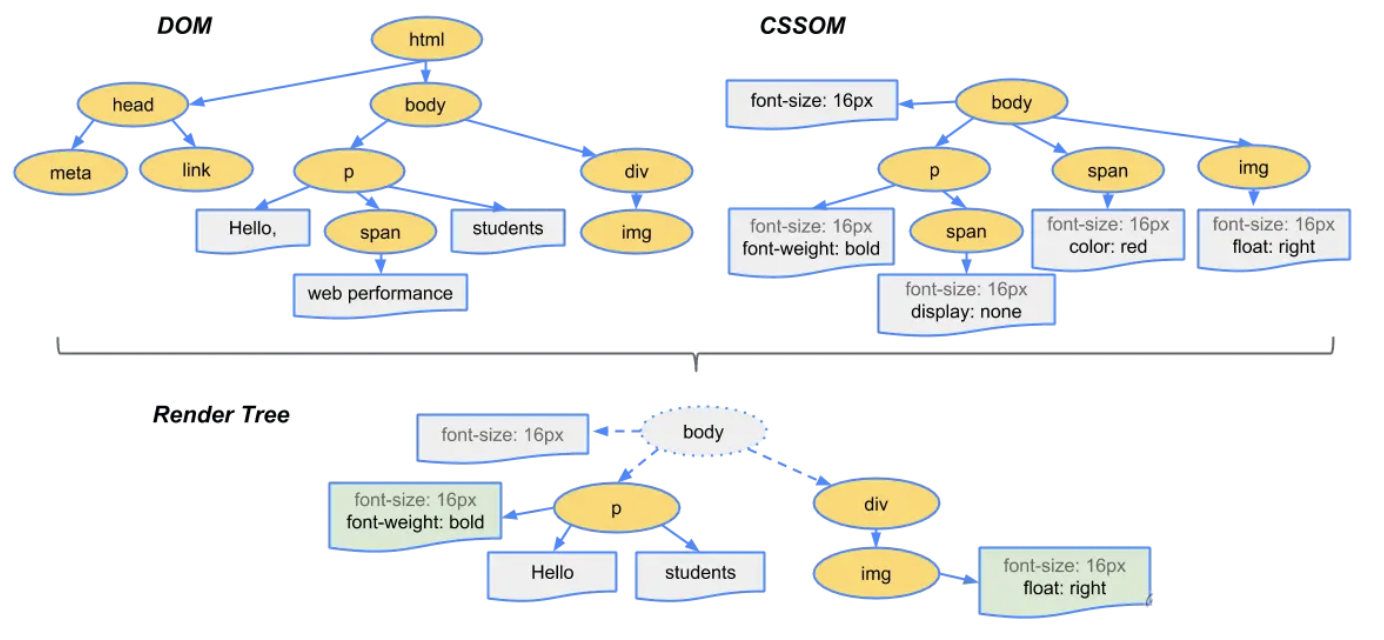 DOM
CSSOM
html
head
body
font-size: 16px
body
meta
link
p
div
p
span
img
Hello,
span
students
img
font-size: 16px
font-weight: bold
span
font-size: 16px
color: red
font-size: 16px
float: right
web performance
font-size: 16px
display: none
Render Tree
font-size: 16px
body
font-size: 16px
font-weight: bold
p
div
Hello
students
img
font-size: 16px
float: right